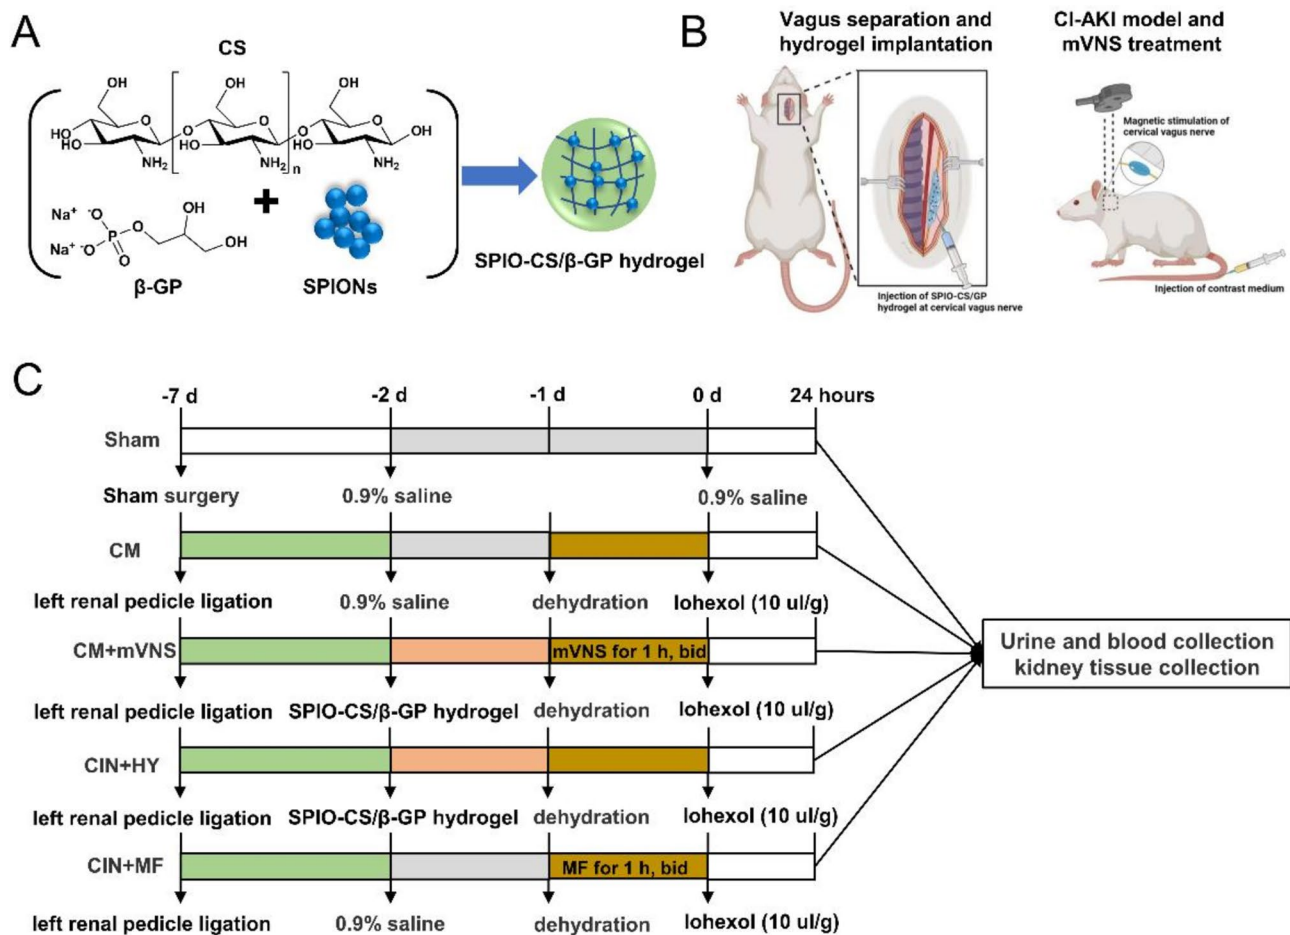 A
CS
OH
OH
OH
HO
HO
O
NH2
O
HO
O
NH2
n
O
HO
O
NH2
OH
Na+ -O
Na+ -O
P
O
O
OH
OH
+
β-GP
SPIONs
SPIO-CS/β-GP hydrogel
B
Vagus separation and
hydrogel implantation
Injection of SPIO-CS/GP
hydrogel at cervical vagus nerve
CI-AKI model and
mVNS treatment
Magnetic stimulation of
cervical vagus nerve
Injection of contrast medium
C
-7 d
-2 d
-1 d
0 d
24 hours
Sham
Sham surgery
0.9% saline
0.9% saline
CM
left renal pedicle ligation
0.9% saline
dehydration
Iohexol (10 ul/g)
CM+mVNS
mVNS for 1 h, bid
left renal pedicle ligation
SPIO-CS/β-GP hydrogel
dehydration
Iohexol (10 ul/g)
CIN+HY
left renal pedicle ligation
SPIO-CS/β-GP hydrogel
dehydration
Iohexol (10 ul/g)
CIN+MF
MF for 1 h, bid
left renal pedicle ligation
0.9% saline
dehydration
Iohexol (10 ul/g)
Urine and blood collection
kidney tissue collection